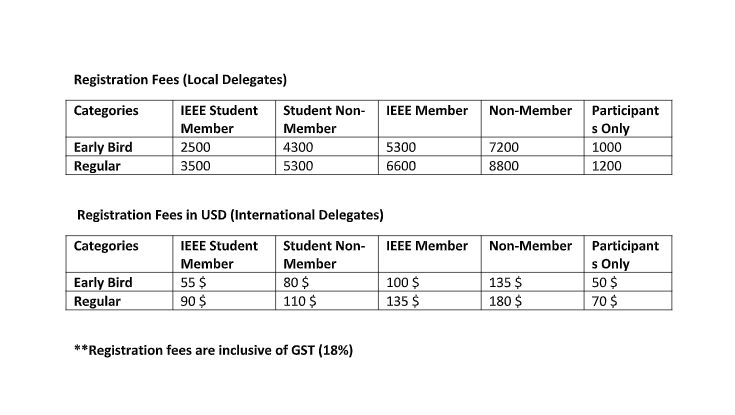 Registration Fees (Local Delegates)
Categories IEEE Student Member Student Non-Member IEEE Member Non-Member Participants Only
Early Bird 2500 4300 5300 7200 1000
Regular 3500 5300 6600 8800 1200
Registration Fees in USD (International Delegates)
Categories IEEE Student Member Student Non-Member IEEE Member Non-Member Participants Only
Early Bird 55 $ 80 $ 100 $ 135 $ 50 $
Regular 90 $ 110 $ 135 $ 180 $ 70 $
**Registration fees are inclusive of GST (18%)